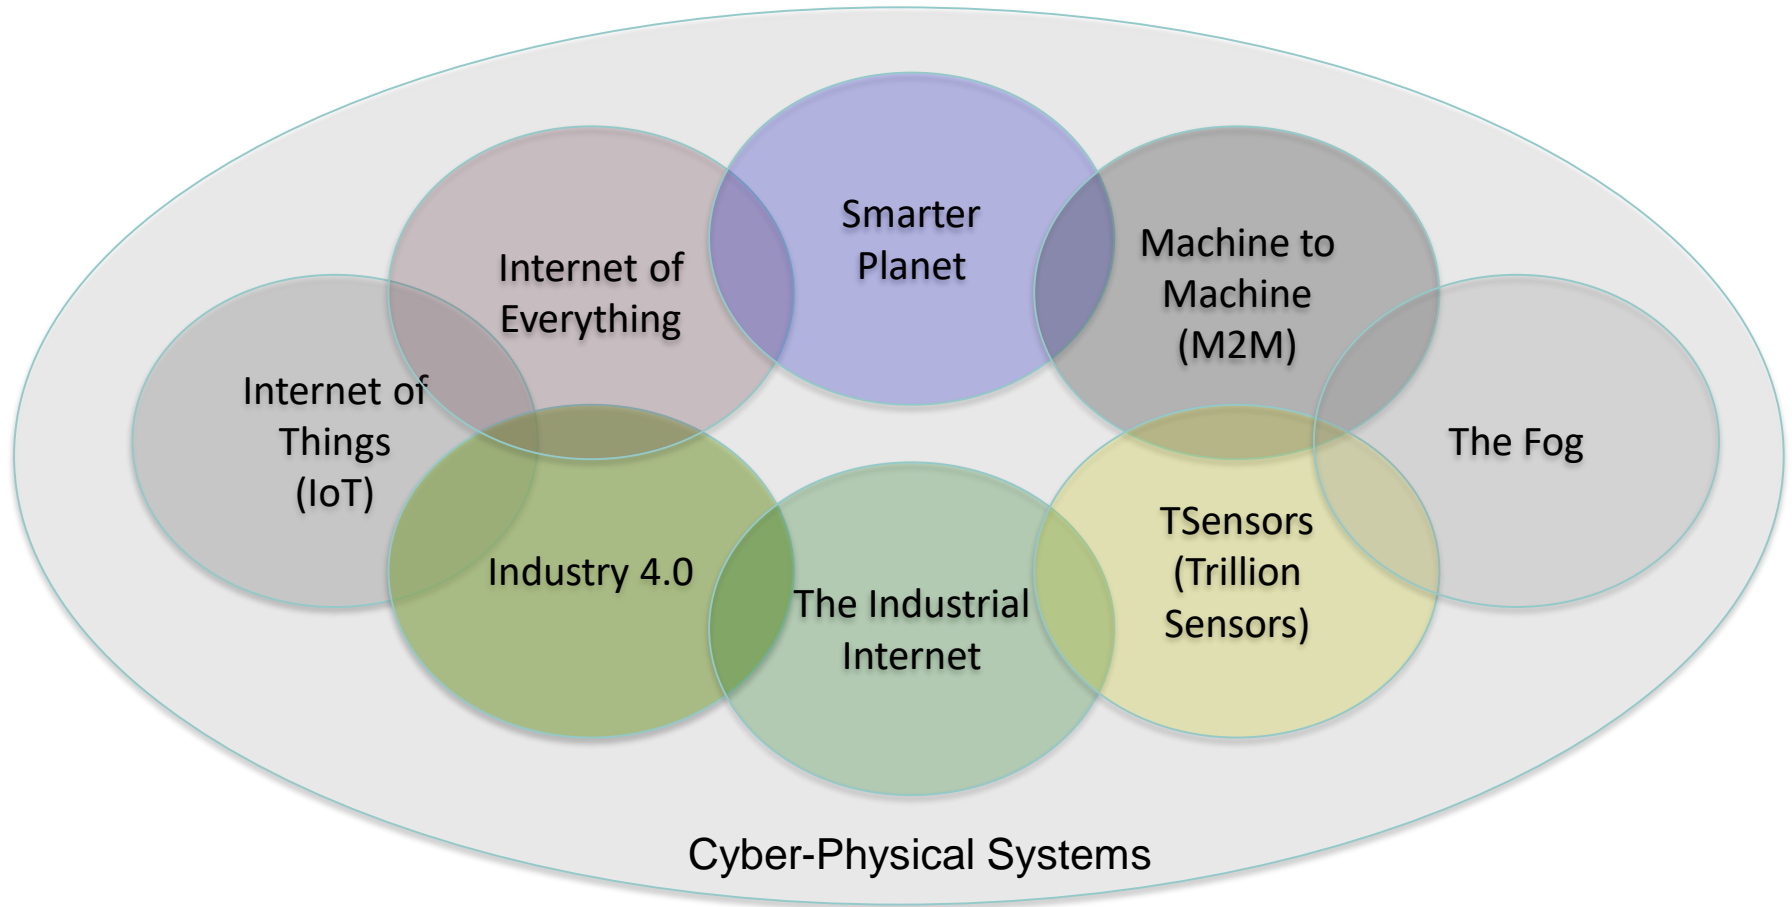 Smarter
Planet
Internet of
Everything
Machine to
Machine
(M2M)
Internet of
Things
(IoT)
The Fog
Industry 4.0
The Industrial
Internet
TSensors
(Trillion
Sensors)
Cyber-Physical Systems